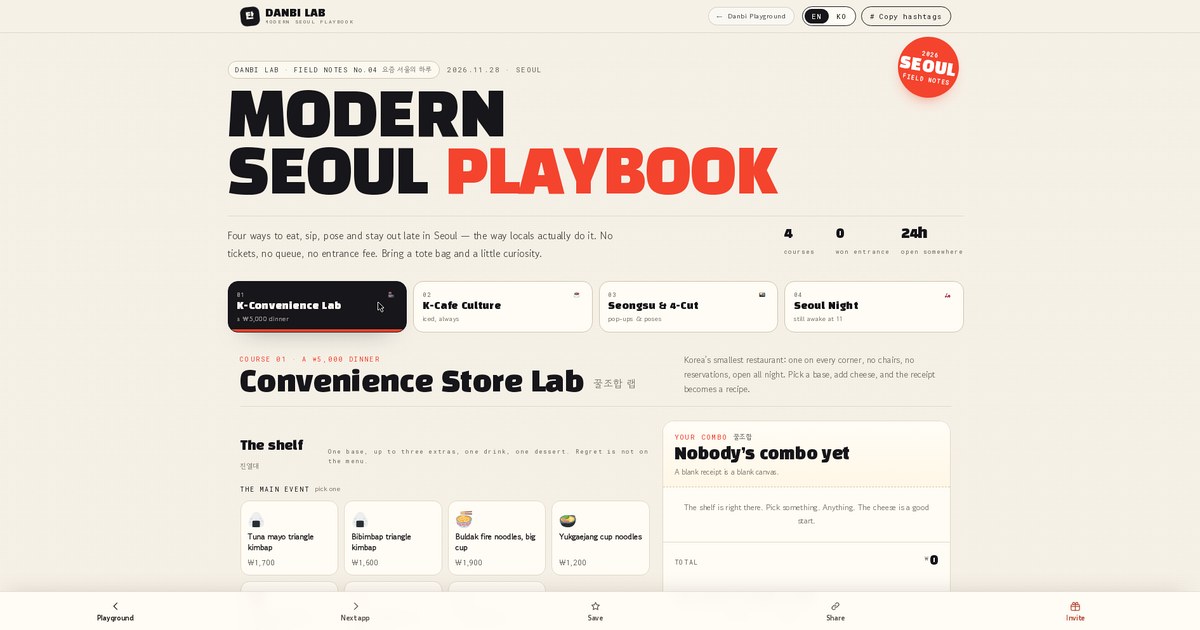 탄 DANBI LAB
MODERN SEOUL PLAYBOOK
← Danbi Playground
EN KO
# Copy hashtags
DANBI LAB · FIELD NOTES No.04 요즘 서울의 하루
2026.11.28 · SEOUL
2026
SEOUL
FIELD NOTES
MODERN
SEOUL PLAYBOOK
Four ways to eat, sip, pose and stay out late in Seoul — the way locals actually do it. No
tickets, no queue, no entrance fee. Bring a tote bag and a little curiosity.
4
courses
0
won entrance
24h
open somewhere
01
K-Convenience Lab
a ₩5,000 dinner
02
K-Cafe Culture
iced, always
03
Seongsu & 4-Cut
pop-ups & poses
04
Seoul Night
still awake at 11
COURSE 01 · A ₩5,000 DINNER
Convenience Store Lab 꿀조합 랩
Korea's smallest restaurant: one on every corner, no chairs, no
reservations, open all night. Pick a base, add cheese, and the receipt
becomes a recipe.
The shelf
진열대
One base, up to three extras, one drink, one dessert. Regret is not on
the menu.
THE MAIN EVENT pick one
Tuna mayo triangle
kimbap
₩1,700
Bibimbap triangle
kimbap
₩1,600
Buldak fire noodles, big
cup
₩1,900
Yukgaejang cup noodles
₩1,200
YOUR COMBO 꿀조합
Nobody's combo yet
A blank receipt is a blank canvas.
The shelf is right there. Pick something. Anything. The cheese is a good
start.
TOTAL
₩0
Playground
Nextapp
Save
Share
Invite